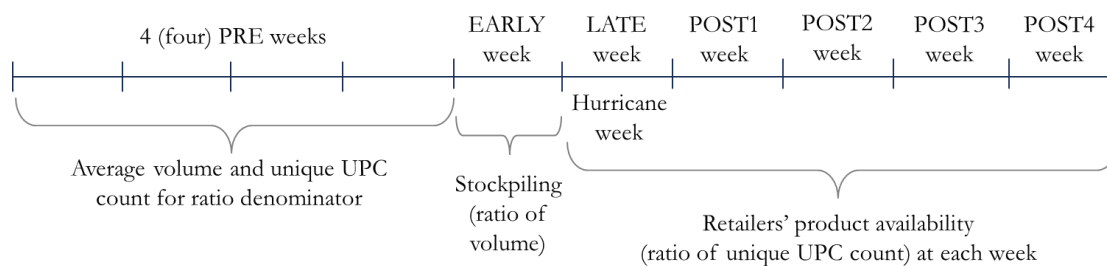 4 (four) PRE weeks
EARLY
week
LATE
week
POST1
week
POST2
week
POST3
week
POST4
week
Hurricane
week
Average volume and unique UPC
count for ratio denominator
Stockpiling
(ratio of
volume)
Retailers' product availability
(ratio of unique UPC count) at each week